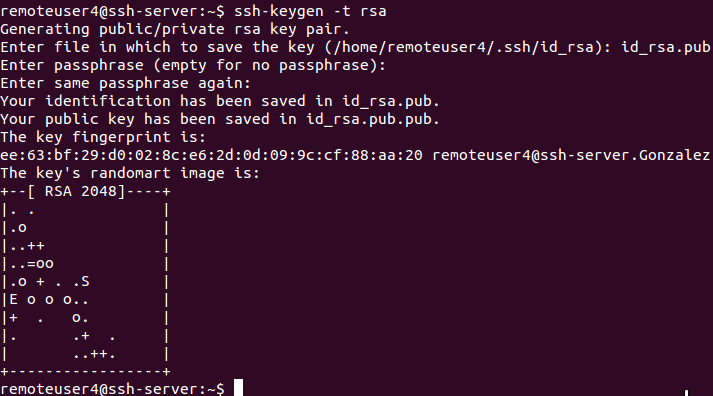 remoteuser4@ssh-server:~$ ssh-keygen -t rsa
Generating public/private rsa key pair.
Enter file in which to save the key (/home/remoteuser4/.ssh/id_rsa): id_rsa.pub
Enter passphrase (empty for no passphrase):
Enter same passphrase again:
Your identification has been saved in id_rsa.pub.
Your public key has been saved in id_rsa.pub.pub.
The key fingerprint is:
ee:63:bf:29:d0:02:8c:e6:2d:0d:09:9c:cf:88:aa:20 remoteuser4@ssh-server.Gonzalez
The key's randomart image is:
+--[ RSA 2048]----+
|. .              |
|.o               |
|..++             |
|..=oo            |
|.o + . .S        |
|E o o o..        |
|+  .   o.        |
|.      .+  .     |
|       ..++.     |
+-----------------+
remoteuser4@ssh-server:~$